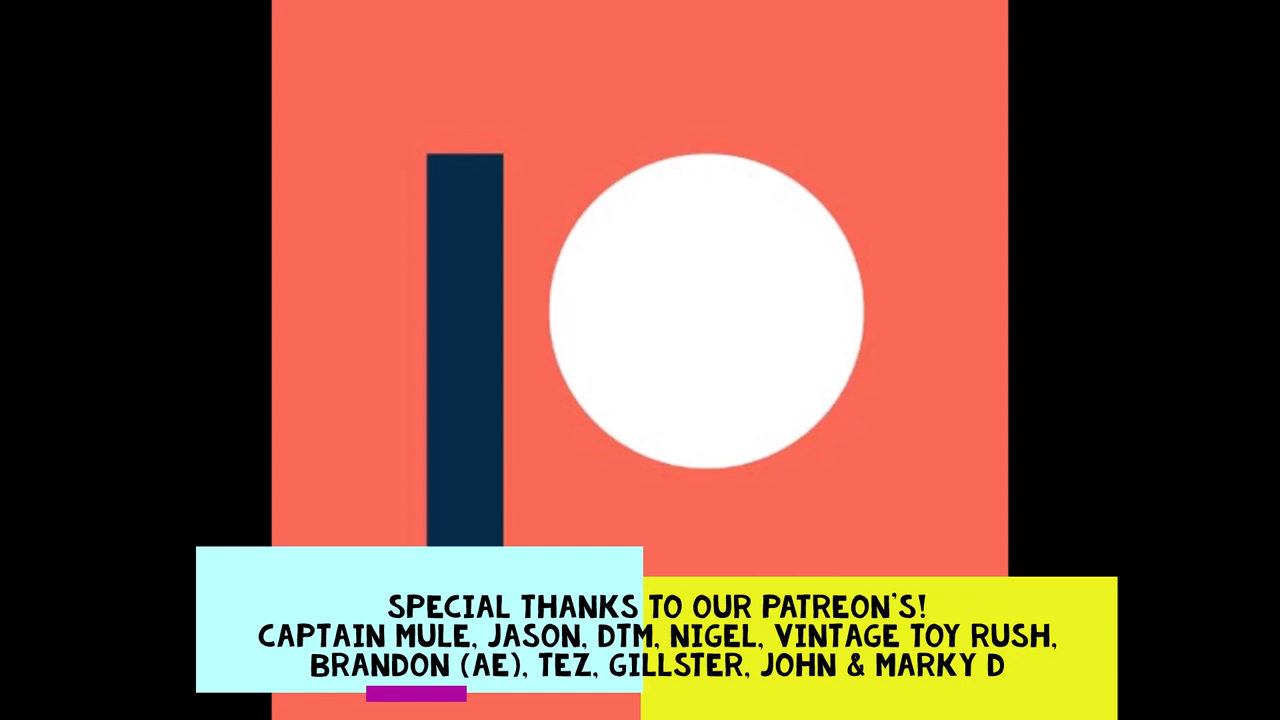 SPECIAL THANKS TO OUR PATREON'S!
CAPTAIN MULE, JASON, DTM, NIGEL, VINTAGE TOY RUSH,
BRANDON (AE), TEZ, GILLSTER, JOHN & MARKY D